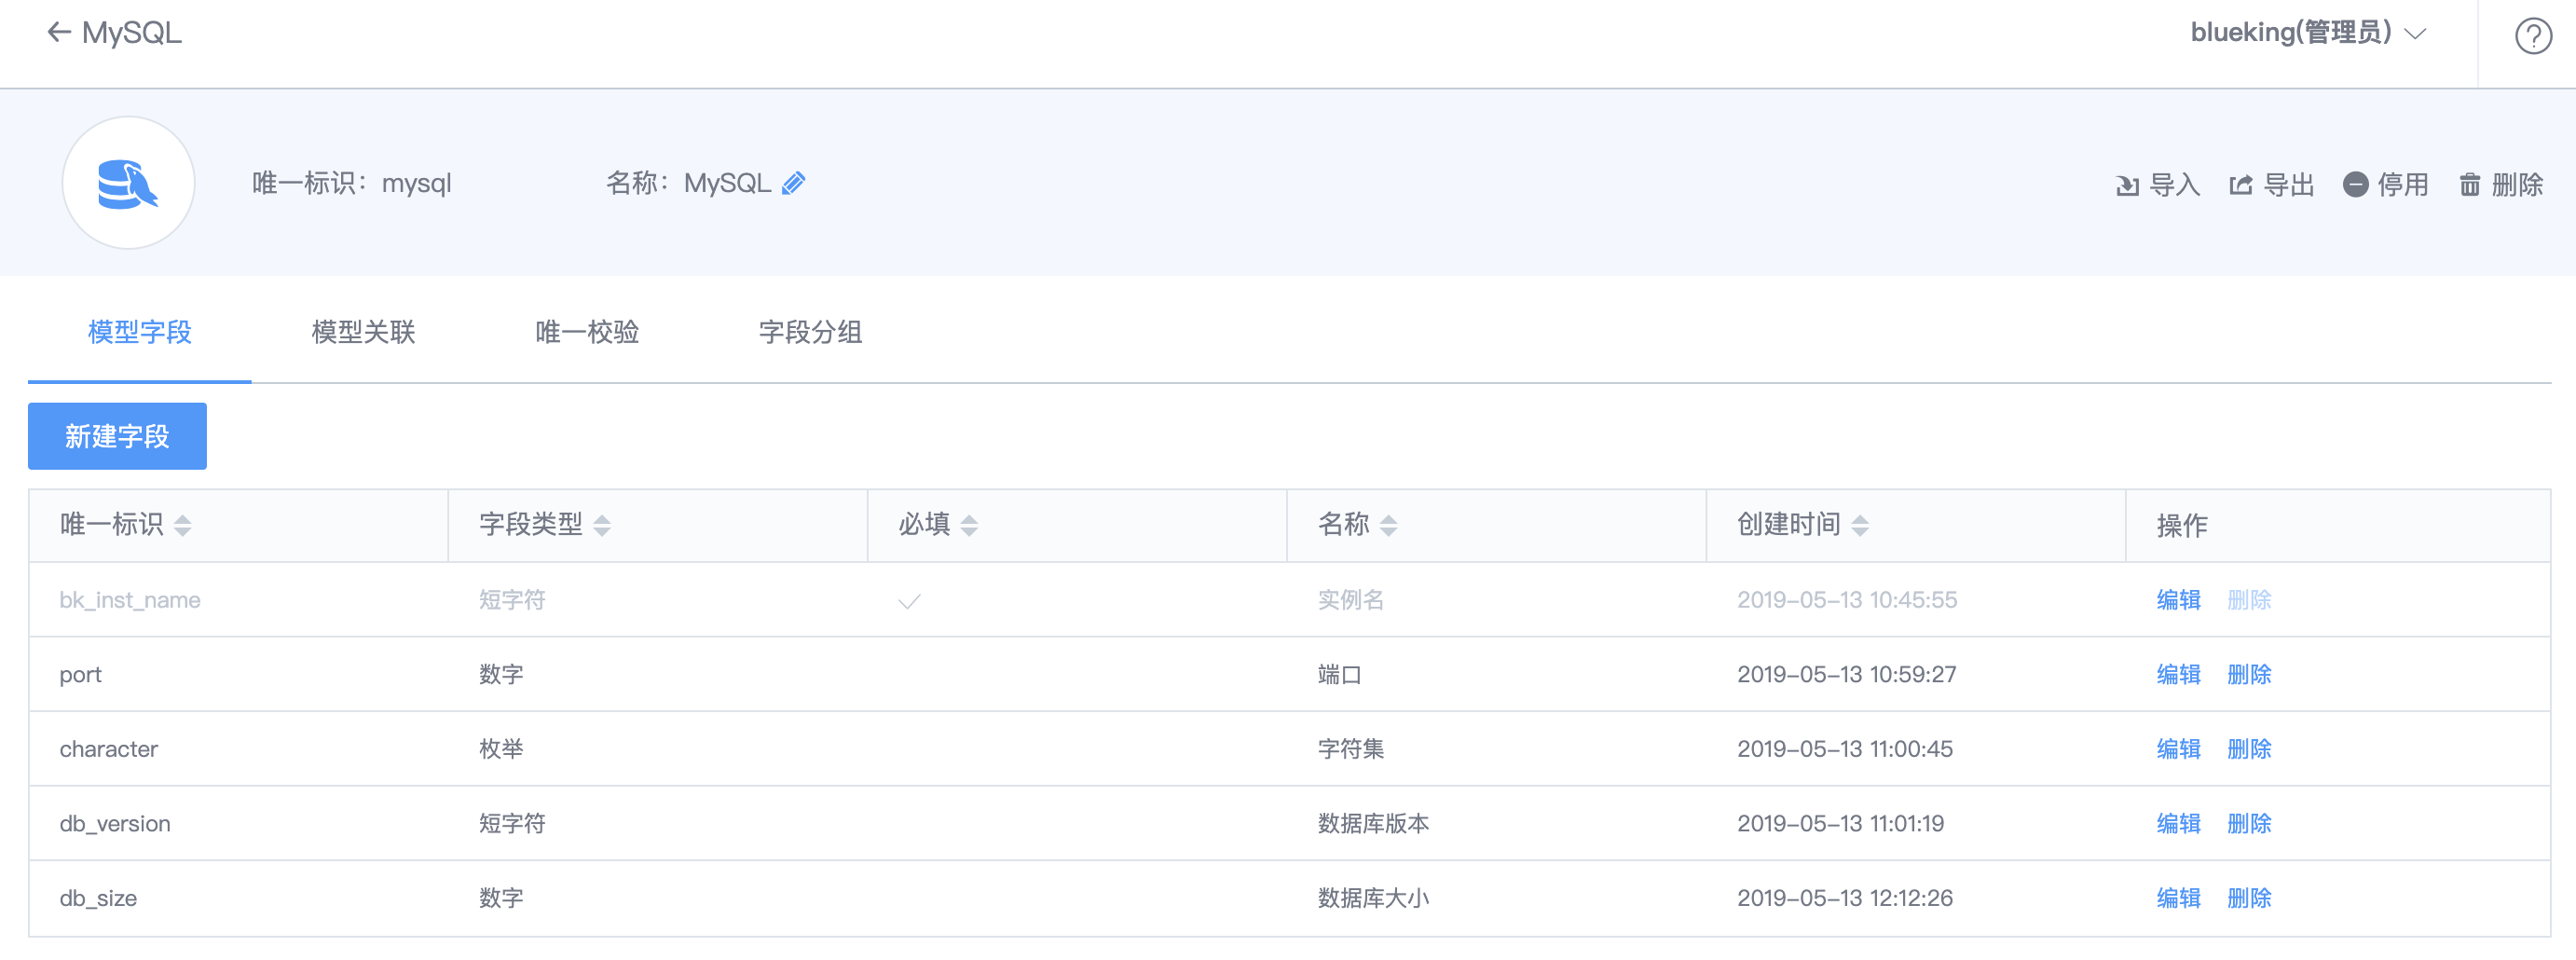 MySQL blueking(管理员)
唯一标识：mysql 名称：MySQL 导入 导出 停用 删除
模型字段 模型关联 唯一校验 字段分组
新建字段
唯一标识 字段类型 必填 名称 创建时间 操作
bk_inst_name 短字符 实例名 2019-05-13 10:45:55 编辑 删除
port 数字 端口 2019-05-13 10:59:27 编辑 删除
character 枚举 字符集 2019-05-13 11:00:45 编辑 删除
db_version 短字符 数据库版本 2019-05-13 11:01:19 编辑 删除
db_size 数字 数据库大小 2019-05-13 12:12:26 编辑 删除